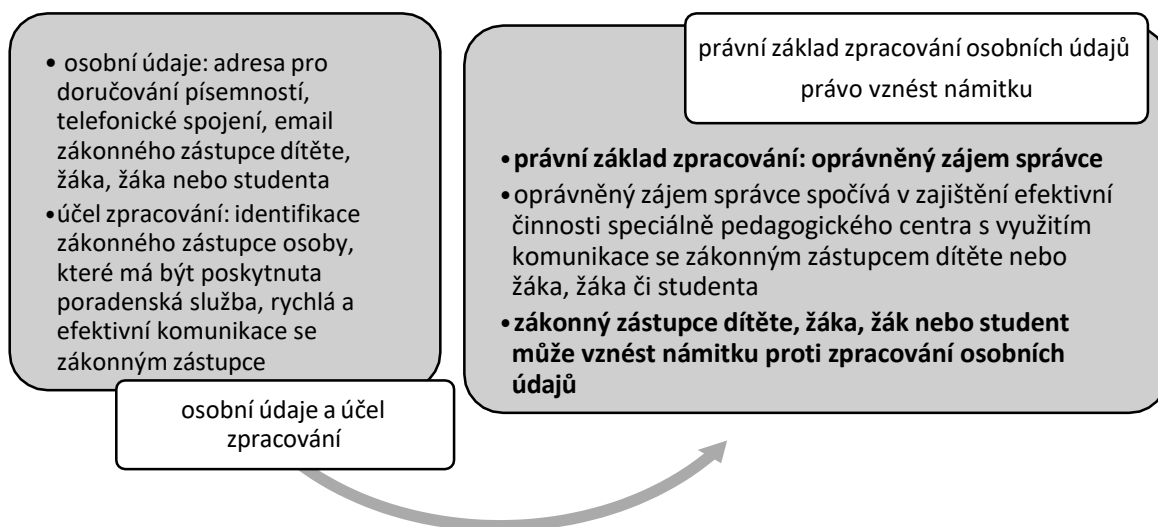 • osobní údaje: adresa pro
doručování písemností,
telefonické spojení, email
zákonného zástupce dítěte,
žáka, žáka nebo studenta
•účel zpracování: identifikace
zákonného zástupce osoby,
které má být poskytnuta
poradenská služba, rychlá a
efektivní komunikace se
zákonným zástupce
osobní údaje a účel
zpracování
právní základ zpracování osobních údajů
právo vznést námitku
•právní základ zpracování: oprávněný zájem správce
•oprávněný zájem správce spočívá v zajištění efektivní
činnosti speciálně pedagogického centra s využitím
komunikace se zákonným zástupcem dítěte nebo
žáka, žáka či studenta
•zákonný zástupce dítěte, žáka, žák nebo student
může vznést námitku proti zpracování osobních
údajů